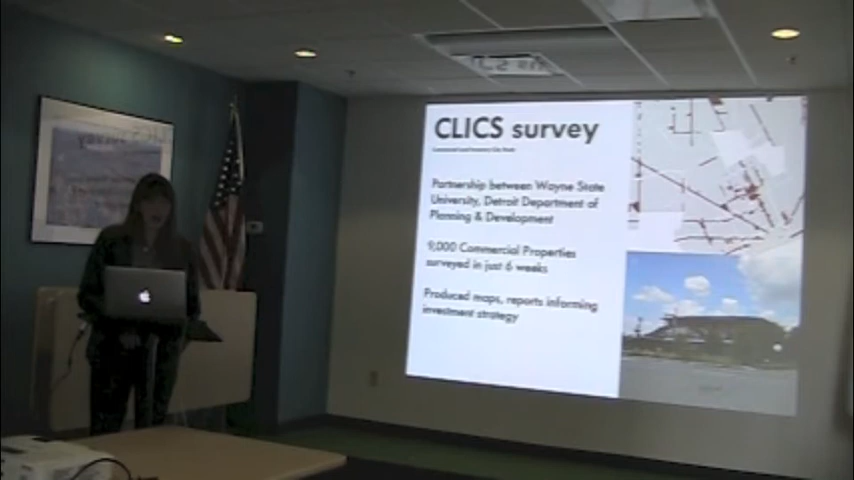 CLICS survey
Partnership between Wayne State
University, Detroit Department of
Planning & Development
9,000 Commercial Properties
surveyed in just 6 weeks
Produced maps, reports informing
investment strategy